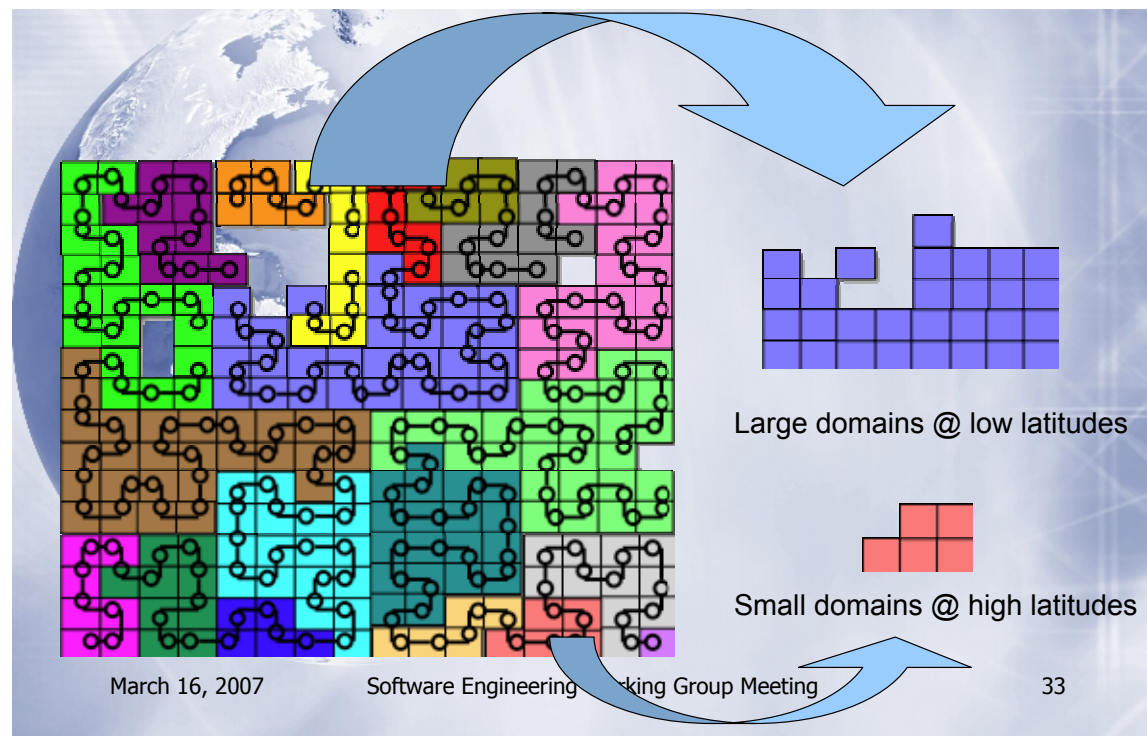 Large domains @ low latitudes
Small domains @ high latitudes
March 16, 2007 Software Engineering Group Meeting 33